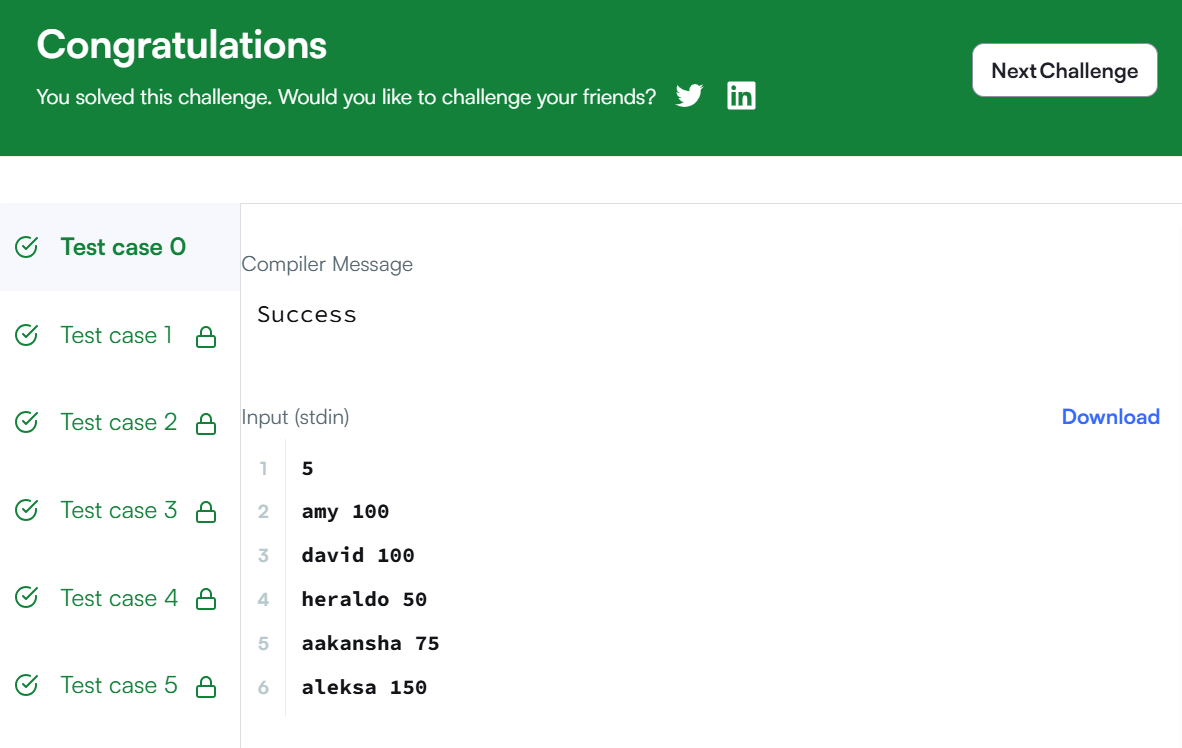 Congratulations
You solved this challenge. Would you like to challenge your friends?
in
Next Challenge
Test case 0
Test case 1
Test case 2
Test case 3
Test case 4
Test case 5
Compiler Message
Success
Input (stdin)
Download
1 5
2 amy 100
3 david 100
4 heraldo 50
5 aakansha 75
6 aleksa 150